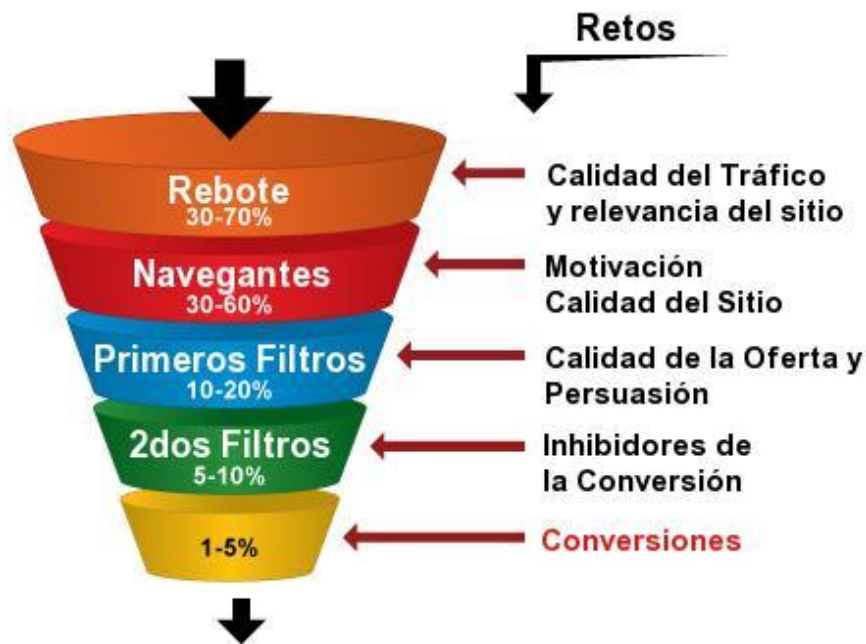 Retos
Rebote
30-70%
Calidad del Tráfico
y relevancia del sitio
Navegantes
30-60%
Motivación
Calidad del Sitio
Primeros Filtros
10-20%
Calidad de la Oferta y
Persuasión
2dos Filtros
5-10%
Inhibidores de
la Conversión
1-5%
Conversiones